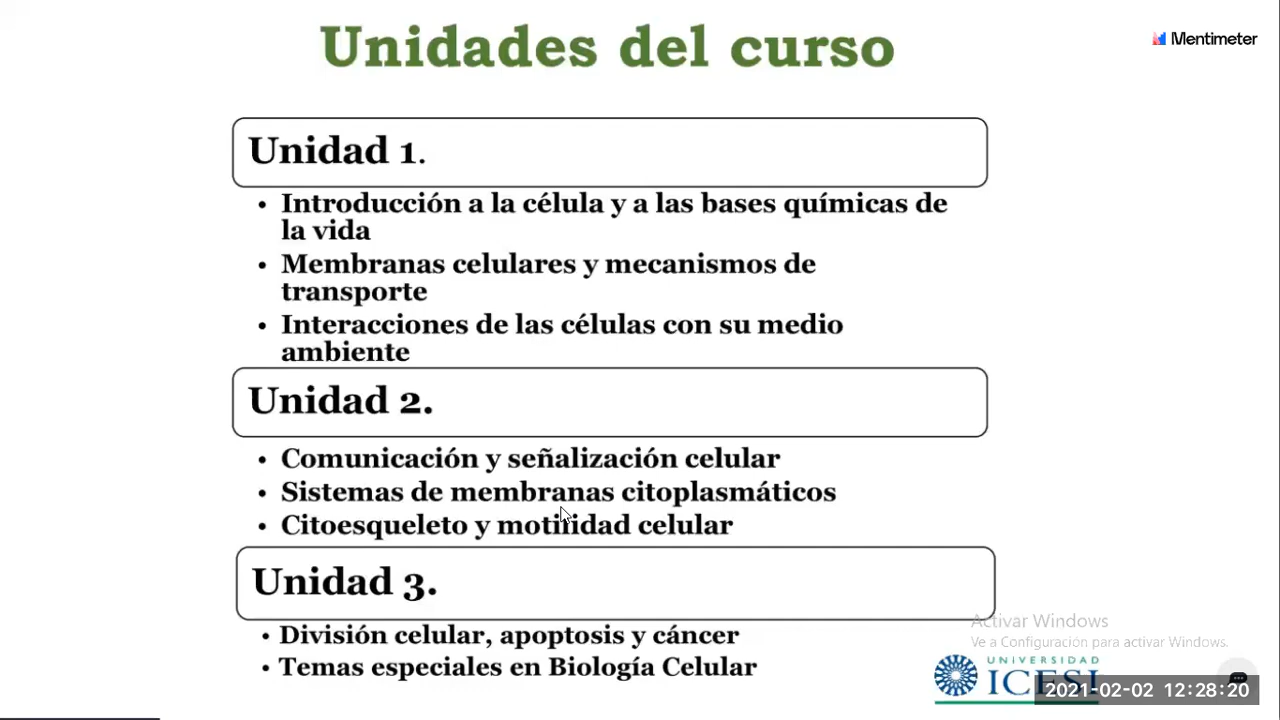 Unidades del curso
Mentimeter
Unidad 1.
• Introducción a la célula y a las bases químicas de
la vida
• Membranas celulares y mecanismos de
transporte
• Interacciones de las células con su medio
ambiente
Unidad 2.
• Comunicación y señalización celular
• Sistemas de membranas citoplasmáticos
• Citoesqueleto y motilidad celular
Unidad 3.
• División celular, apoptosis y cáncer
• Temas especiales en Biología Celular
Activar Windows
Ve a Configuración para activar Windows.
UNIVERSIDAD
ICESI
2021-02-02 12:28:20